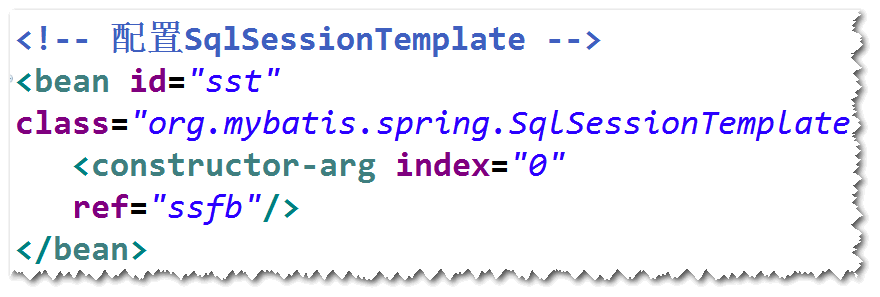 <!-- 配置SqlSessionTemplate -->
<bean id="sst"
class="org.mybatis.spring.SqlSessionTemplate
<constructor-arg index="0"
ref="ssfb"/>
</bean>